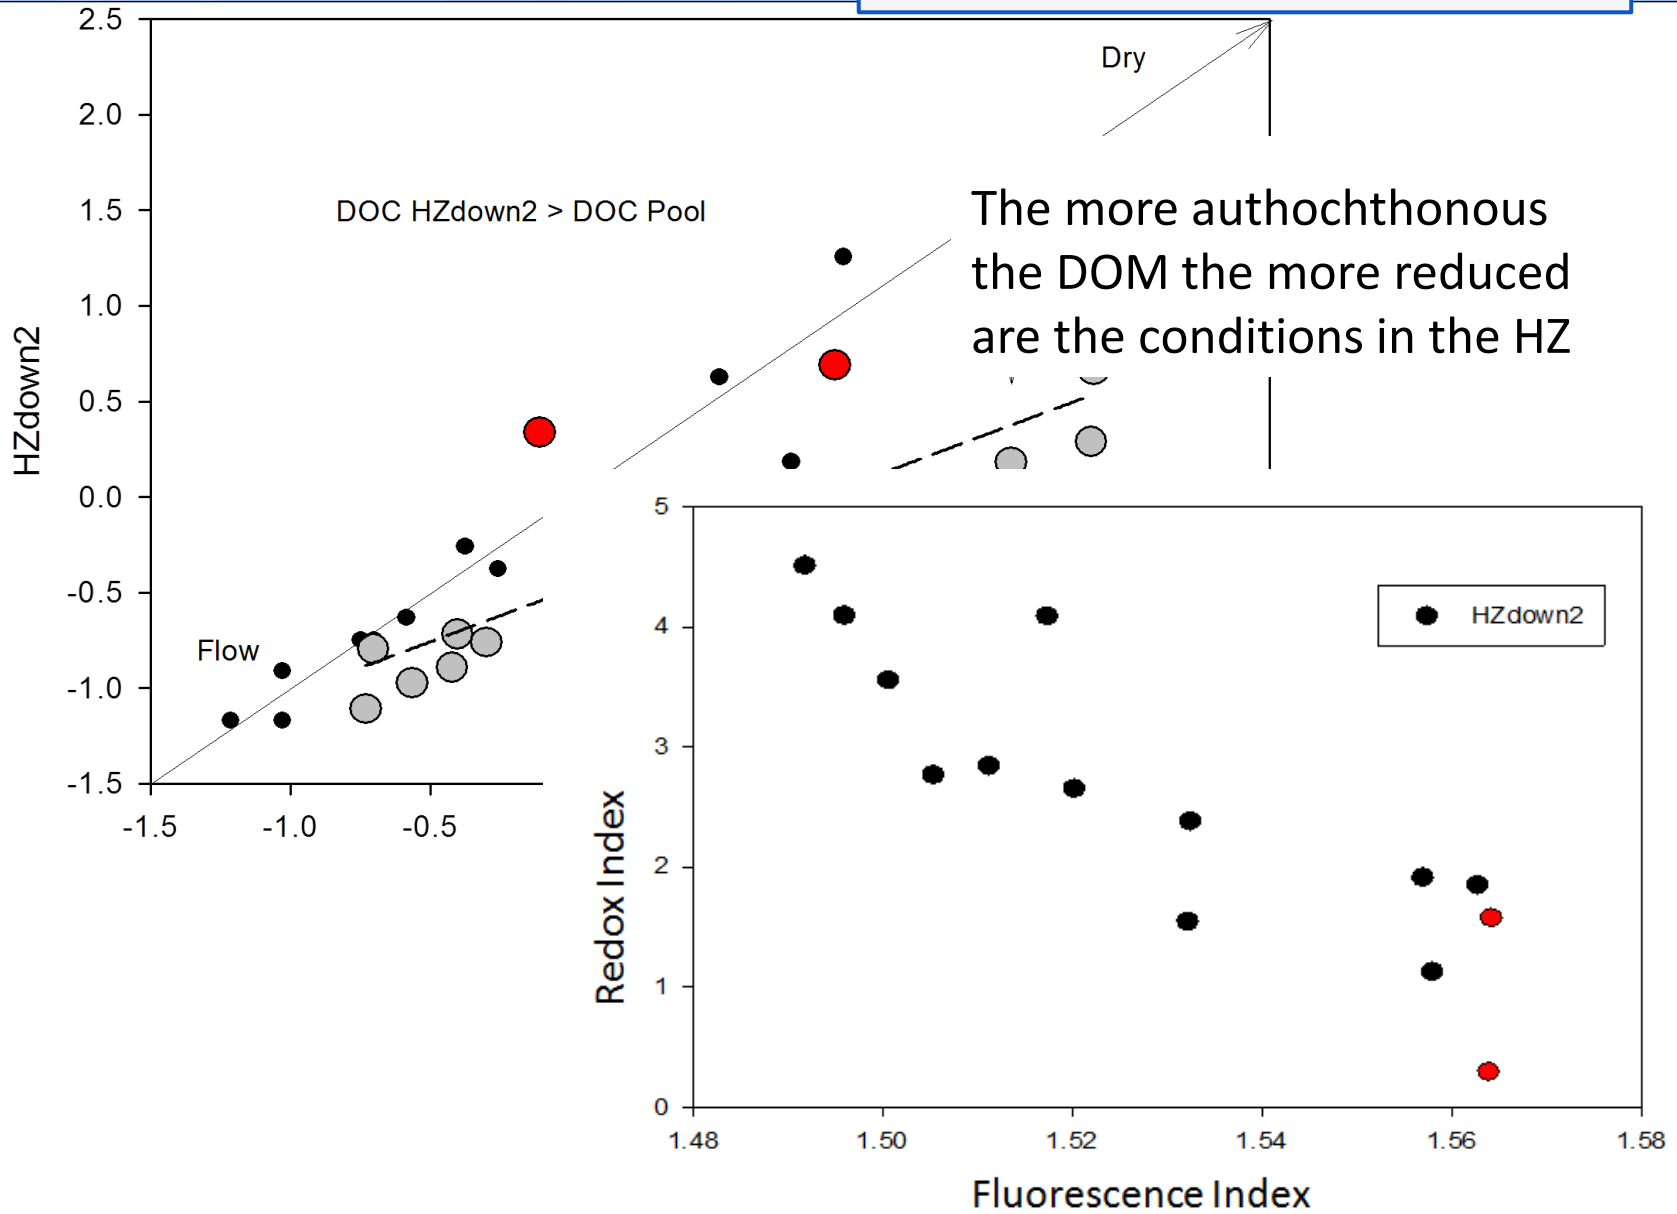 2.5
Dry
2.0
The more authochthonous
the DOM the more reduced
are the conditions in the HZ
1.5
DOC HZdown2 > DOC Pool
1.0
HZdown2
0.5
0.0
-0.5
Flow
-1.0
-1.5
-1.5 -1.0 -0.5
5
HZdown2
4
3
Redox Index
2
1
0
1.48 1.50 1.52 1.54 1.56 1.58
Fluorescence Index